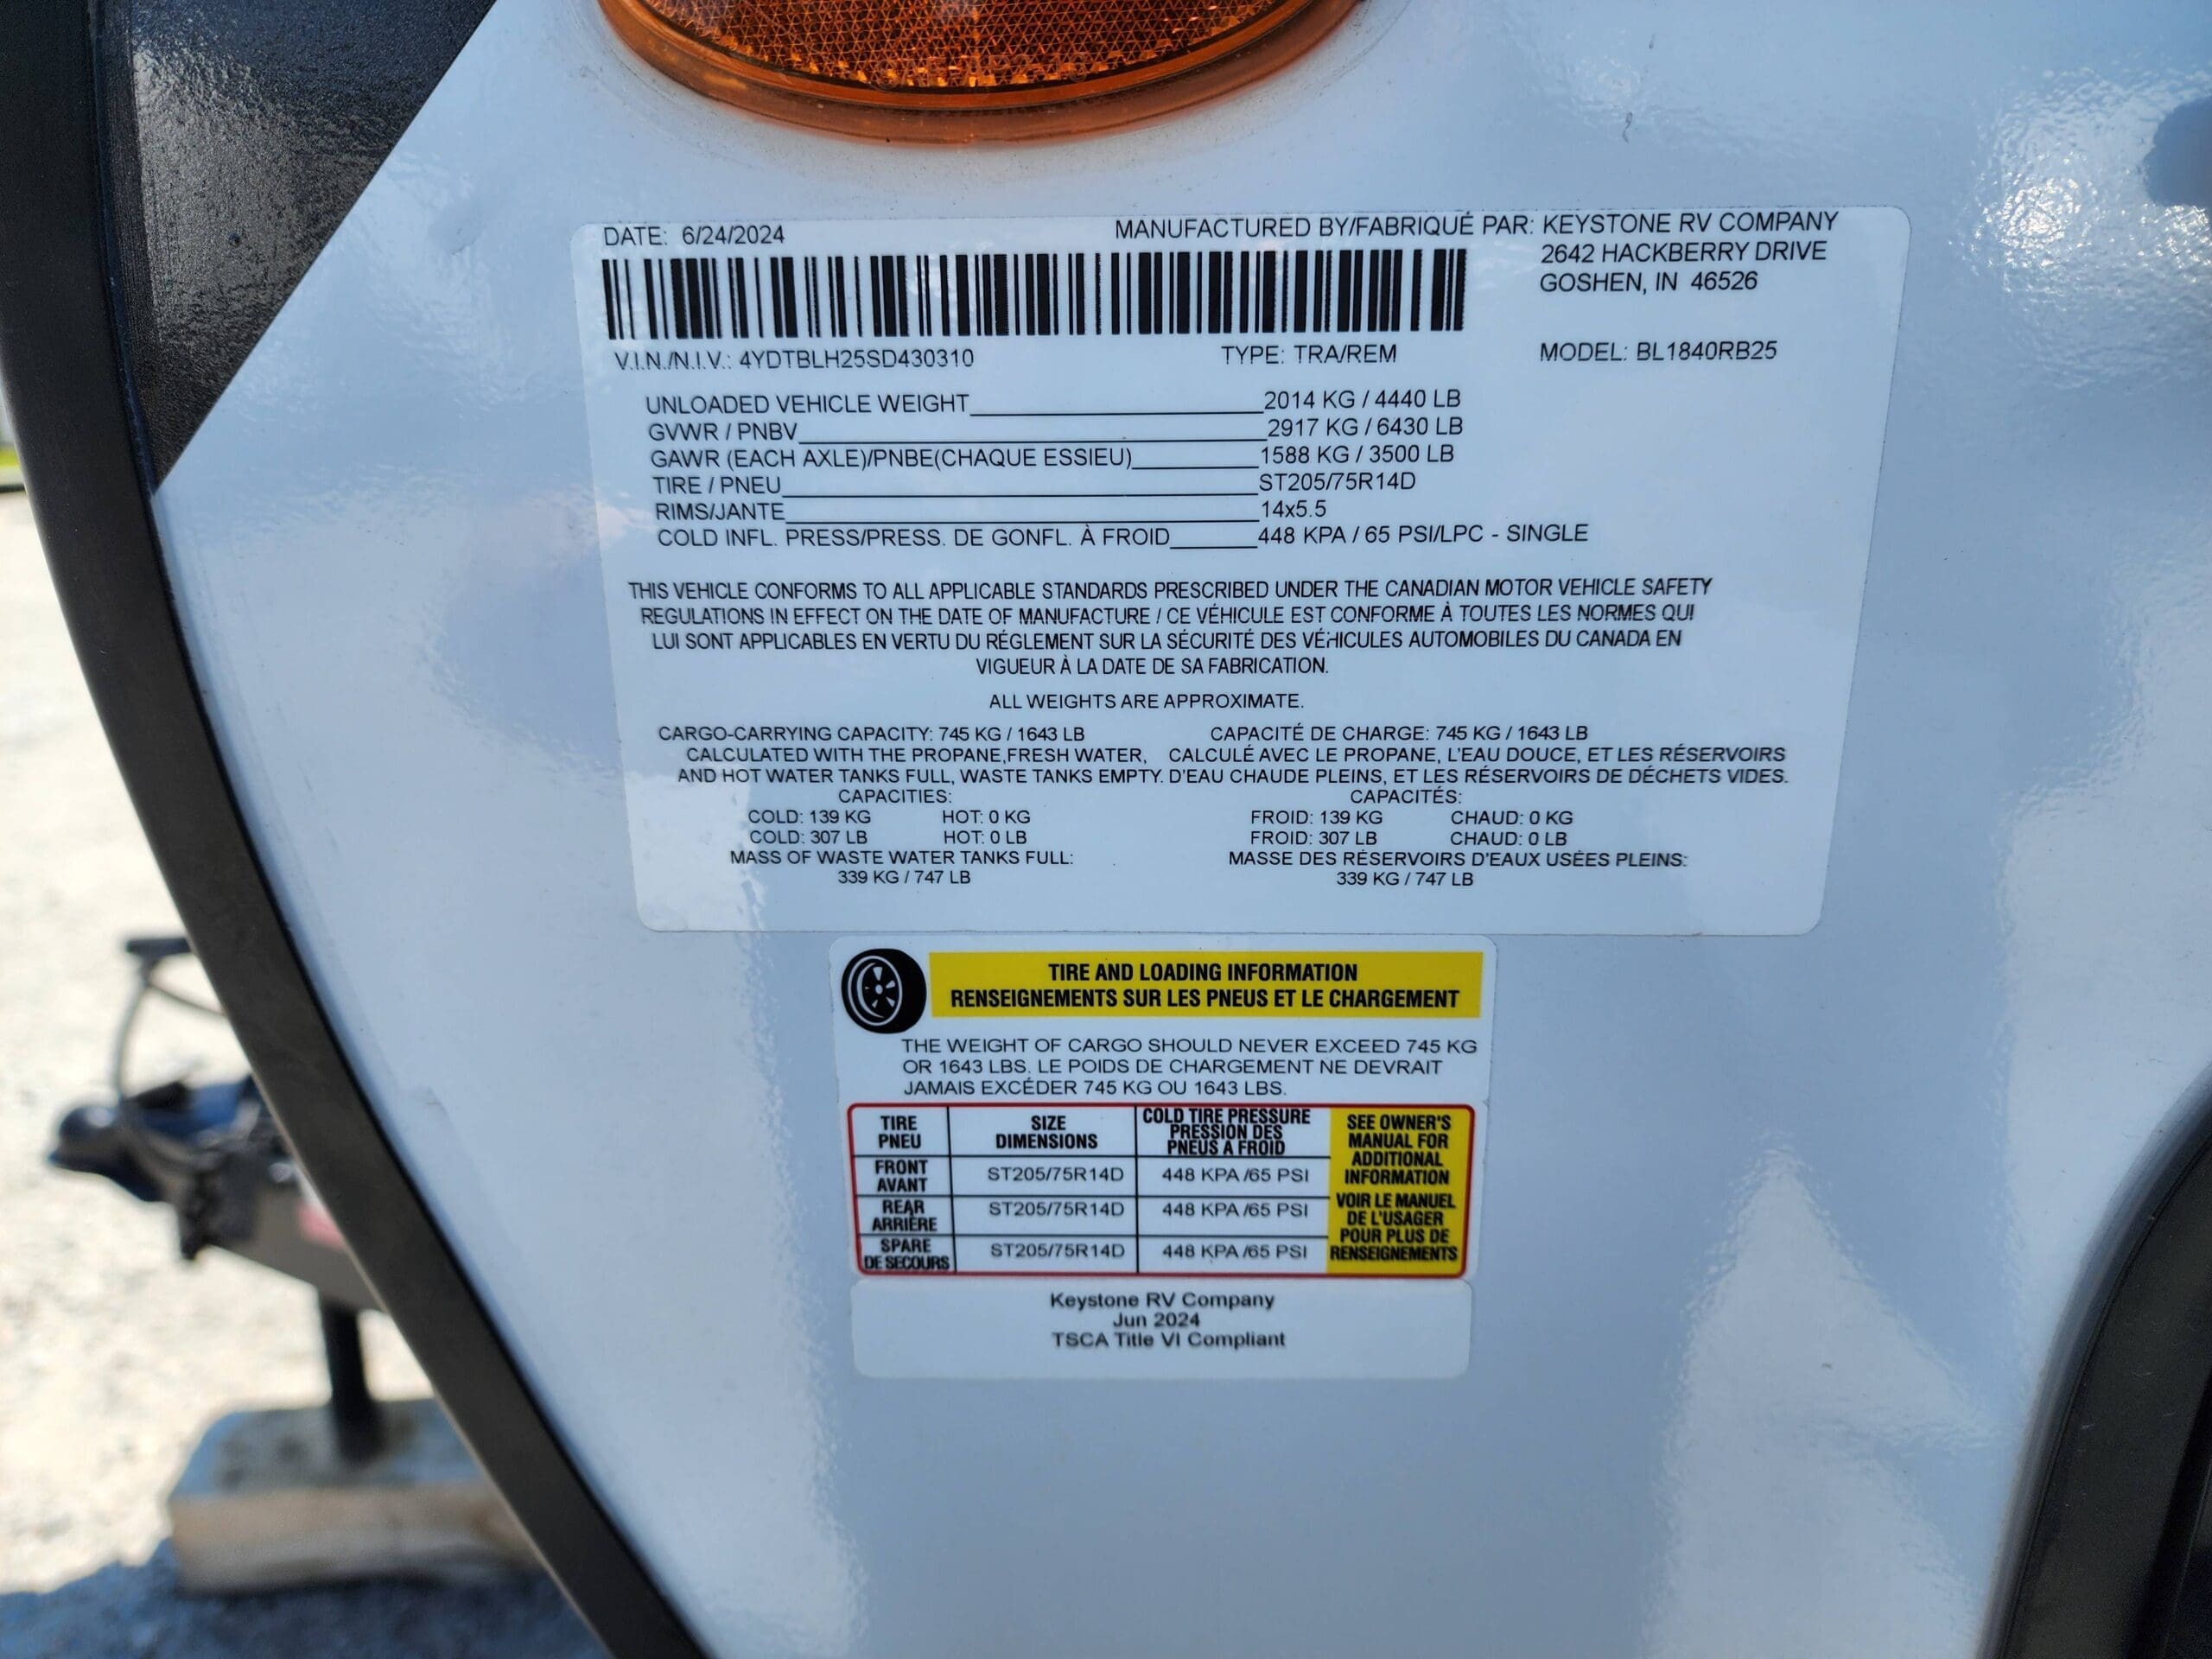 DATE: 6/24/2024
MANUFACTURED BY/FABRIQUÉ PAR: KEYSTONE RV COMPANY
2642 HACKBERRY DRIVE
GOSHEN, IN 46526
V.I.N./N.I.V.: 4YDTBLH25SD430310 TYPE: TRA/REM MODEL: BL1840RB25
UNLOADED VEHICLE WEIGHT 2014 KG / 4440 LB
GVWR / PNBV 2917 KG / 6430 LB
GAWR (EACH AXLE)/PNBE(CHAQUE ESSIEU) 1588 KG / 3500 LB
TIRE / PNEU ST205/75R14D
RIMS/JANTE 14x5.5
COLD INFL. PRESS/PRESS. DE GONFL. À FROID 448 KPA / 65 PSI/LPC - SINGLE
THIS VEHICLE CONFORMS TO ALL APPLICABLE STANDARDS PRESCRIBED UNDER THE CANADIAN MOTOR VEHICLE SAFETY
REGULATIONS IN EFFECT ON THE DATE OF MANUFACTURE / CE VÉHICULE EST CONFORME À TOUTES LES NORMES QUI
LUI SONT APPLICABLES EN VERTU DU RÉGLEMENT SUR LA SÉCURITÉ DES VÉHICULES AUTOMOBILES DU CANADA EN
VIGUEUR À LA DATE DE SA FABRICATION.
ALL WEIGHTS ARE APPROXIMATE.
CARGO-CARRYING CAPACITY: 745 KG / 1643 LB
CALCULATED WITH THE PROPANE,FRESH WATER,
AND HOT WATER TANKS FULL, WASTE TANKS EMPTY.
CAPACITIES:
COLD: 139 KG HOT: 0 KG
COLD: 307 LB HOT: 0 LB
MASS OF WASTE WATER TANKS FULL:
339 KG / 747 LB
CAPACITÉ DE CHARGE: 745 KG / 1643 LB
CALCULÉ AVEC LE PROPANE, L'EAU DOUCE, ET LES RÉSERVOIRS
D'EAU CHAUDE PLEINS, ET LES RÉSERVOIRS DE DÉCHETS VIDES.
CAPACITÉS:
FROID: 139 KG CHAUD: 0 KG
FROID: 307 LB CHAUD: 0 LB
MASSE DES RÉSERVOIRS D'EAUX USÉES PLEINS:
339 KG / 747 LB
TIRE AND LOADING INFORMATION
RENSEIGNEMENTS SUR LES PNEUS ET LE CHARGEMENT
THE WEIGHT OF CARGO SHOULD NEVER EXCEED 745 KG
OR 1643 LBS. LE POIDS DE CHARGEMENT NE DEVRAIT
JAMAIS EXCÉDER 745 KG OU 1643 LBS.
TIRE
PNEU
SIZE
DIMENSIONS
COLD TIRE PRESSURE
PRESSION DES
PNEUS A FROID
FRONT
AVANT
ST205/75R14D 448 KPA /65 PSI
REAR
ARRIÈRE
ST205/75R14D 448 KPA /65 PSI
SPARE
DE SECOURS
ST205/75R14D 448 KPA /65 PSI
SEE OWNER'S
MANUAL FOR
ADDITIONAL
INFORMATION
VOIR LE MANUEL
DE L'USAGER
POUR PLUS DE
RENSEIGNEMENTS
Keystone RV Company
Jun 2024
TSCA Title VI Compliant